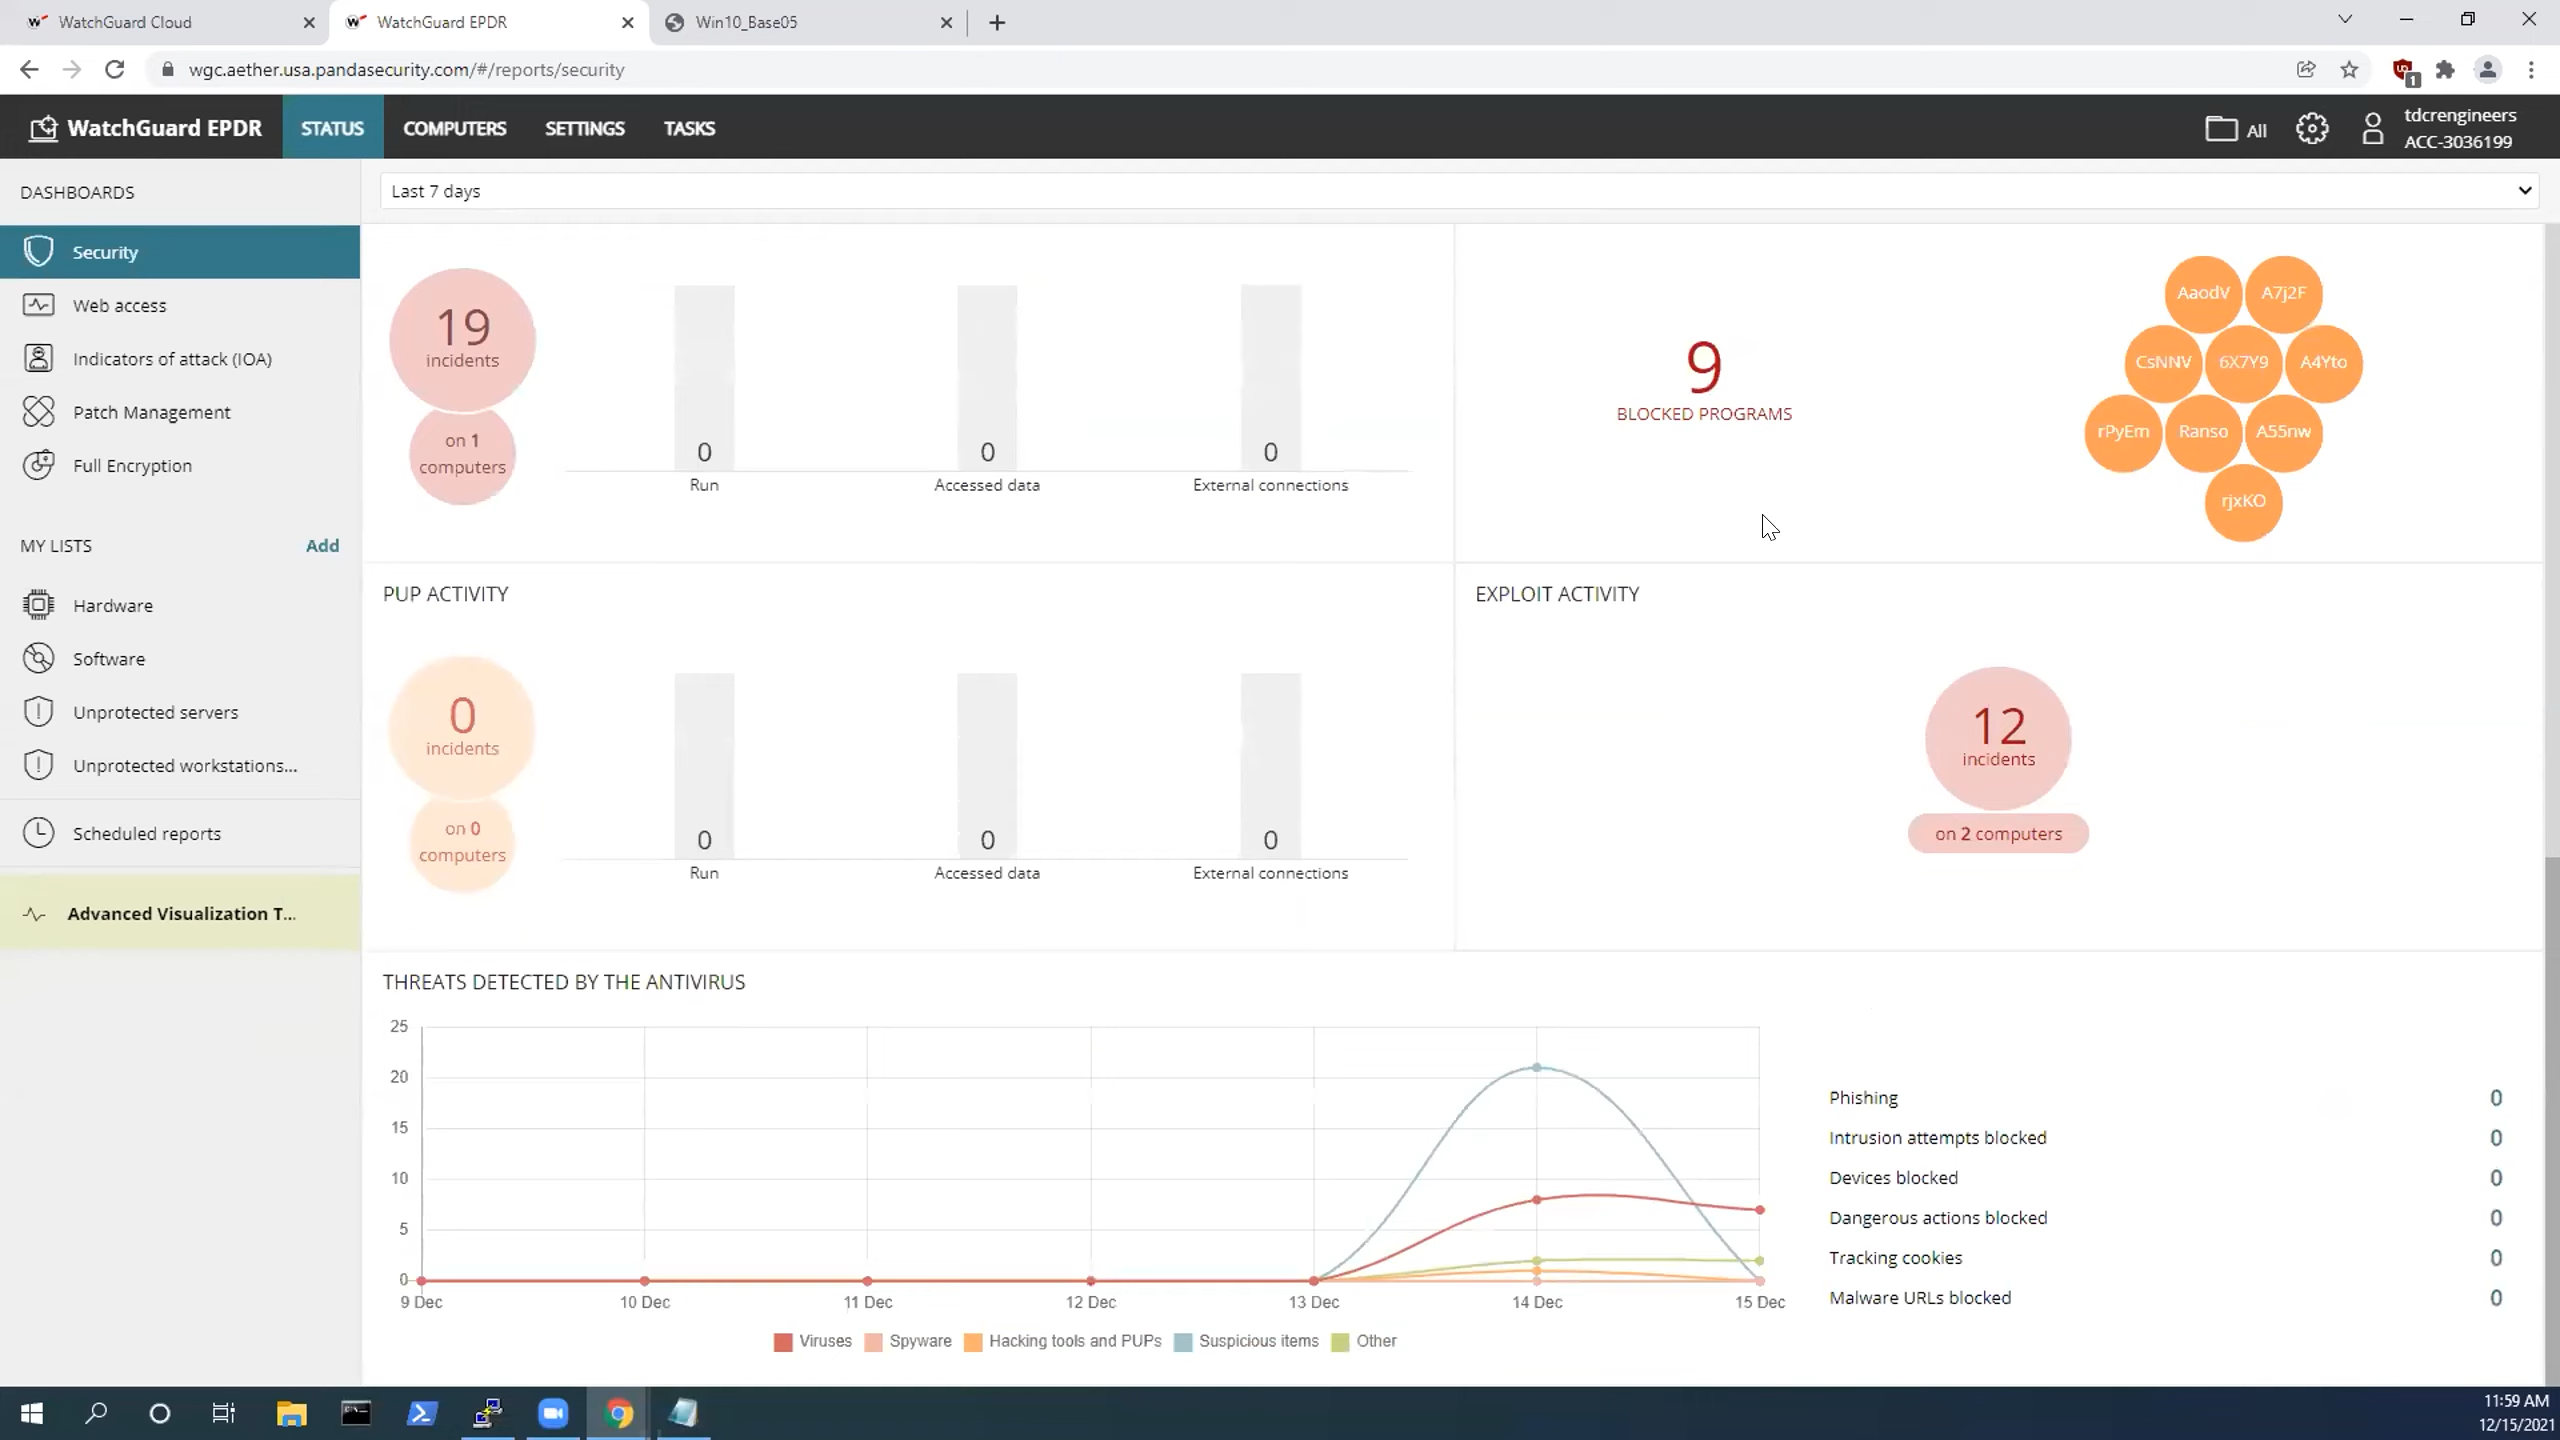 WatchGuard Cloud
WatchGuard EPDR
Win10_Base05
wgc.aether.usa.pandasecurity.com/#/reports/security
1
WatchGuard EPDR
STATUS
COMPUTERS
SETTINGS
TASKS
All
tdcrengineers
ACC-3036199
DASHBOARDS
Security
Web access
Indicators of attack (IOA)
Patch Management
Full Encryption
MY LISTS
Add
Hardware
Software
Unprotected servers
Unprotected workstations...
Scheduled reports
Advanced Visualization T...
Last 7 days
19
incidents
on 1
computers
0
Run
0
Accessed data
0
External connections
9
BLOCKED PROGRAMS
AaodV
A7j2F
CsNNV
6X7Y9
A4Yto
rPyEm
Ranso
A55nw
rjxKO
PUP ACTIVITY
0
incidents
on 0
computers
0
Run
0
Accessed data
0
External connections
EXPLOIT ACTIVITY
12
incidents
on 2 computers
THREATS DETECTED BY THE ANTIVIRUS
25
20
15
10
5
0
9 Dec
10 Dec
11 Dec
12 Dec
13 Dec
14 Dec
15 Dec
Viruses
Spyware
Hacking tools and PUPs
Suspicious items
Other
Phishing 0
Intrusion attempts blocked 0
Devices blocked 0
Dangerous actions blocked 0
Tracking cookies 0
Malware URLs blocked 0
11:59 AM
12/15/2021